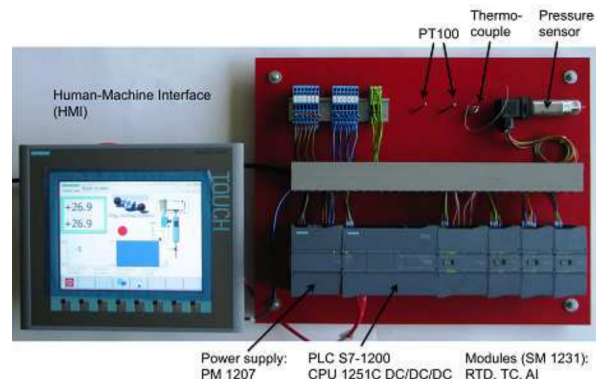 Thermo-
couple
Pressure
sensor
PT100
Human-Machine Interface
(HMI)
SIEMENS
TOUCH
+26.9
+26.9
Power supply:
PM 1207
PLC S7-1200
CPU 1251C DC/DC/DC
Modules (SM 1231):
RTD, TC, AI